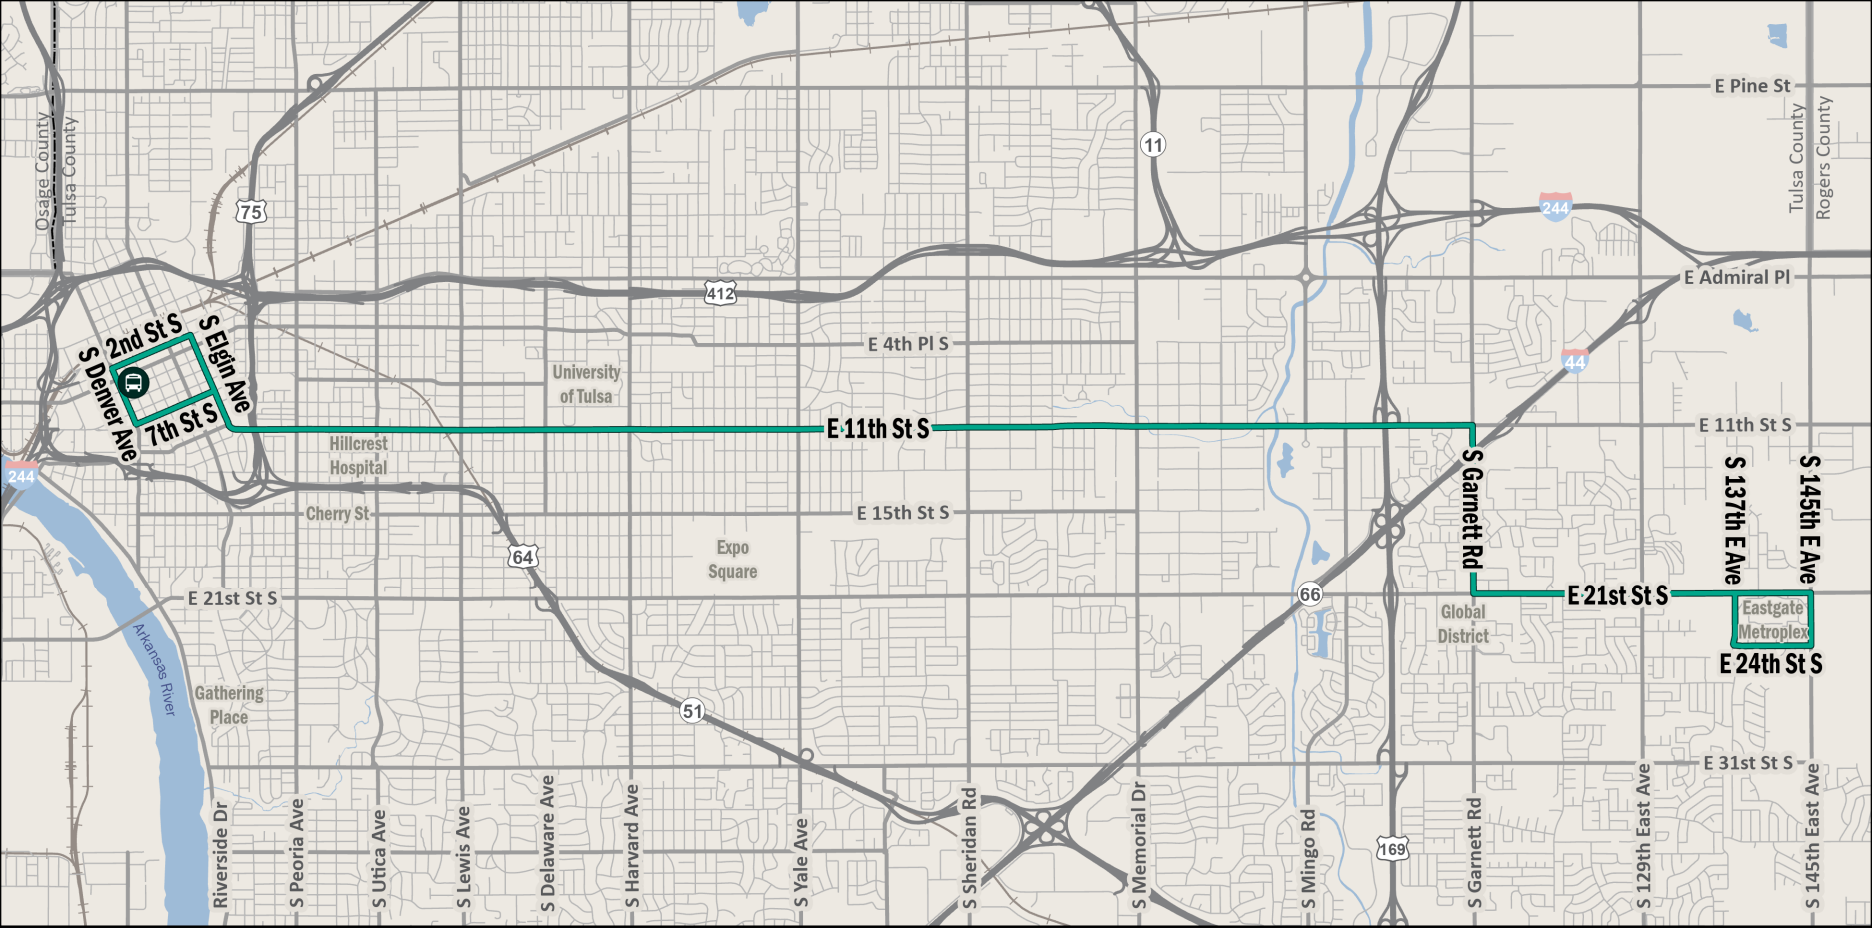 E Pine St
Osage County
Tulsa County
Tulsa County
Rogers County
11
75
244
E Admiral Pl
412
2nd St S
S Elgin Ave
S Denver Ave
7th St S
E 4th Pl S
44
University
of Tulsa
E 11th St S
E 11th St S
Hillcrest
Hospital
244
S Garnett Rd
S 137th E Ave
S 145th E Ave
Cherry St
E 15th St S
Expo
Square
64
66
E 21st St S
E 21st St S
Global
District
Eastgate
Metroplex
E 24th St S
Arkansas River
Gathering
Place
51
E 31st St S
Riverside Dr
S Peoria Ave
S Utica Ave
S Lewis Ave
S Delaware Ave
S Harvard Ave
S Yale Ave
S Sheridan Rd
S Memorial Dr
S Mingo Rd
169
S Garnett Rd
S 129th East Ave
S 145th East Ave